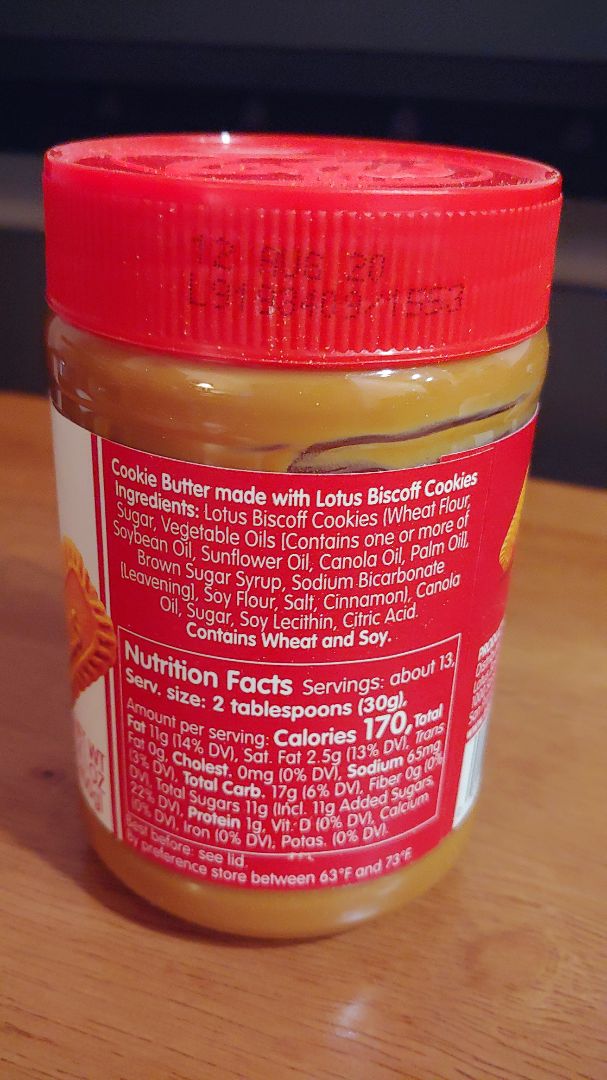 12 AUG 20
Cookie Butter made with Lotus Biscoff Cookies
Ingredients: Lotus Biscoff Cookies (Wheat Flour,
Sugar, Vegetable Oils [Contains one or more of
Soybean Oil, Sunflower Oil, Canola Oil, Palm Oil],
Brown Sugar Syrup, Sodium Bicarbonate
[Leavening], Soy Flour, Salt, Cinnamon), Canola
Oil, Sugar, Soy Lecithin, Citric Acid.
Contains Wheat and Soy.
Nutrition Facts Servings: about 13,
Serv. size: 2 tablespoons (30g),
Amount per serving: Calories 170, Total
Fat 11g (14% DV), Sat. Fat 2.5g (13% DV), Trans
Fat 0g, Cholest. 0mg (0% DV), Sodium 65mg
(3% DV), Total Carb. 17g (6% DV), Fiber 0g (0%
DV), Total Sugars 11g (Incl. 11g Added Sugars,
22% DV), Protein 1g, Vit. D (0% DV), Calcium
(0% DV), Iron (0% DV), Potas. (0% DV).
Best before: see lid.
By preference store between 63°F and 73°F.
WT
OZ